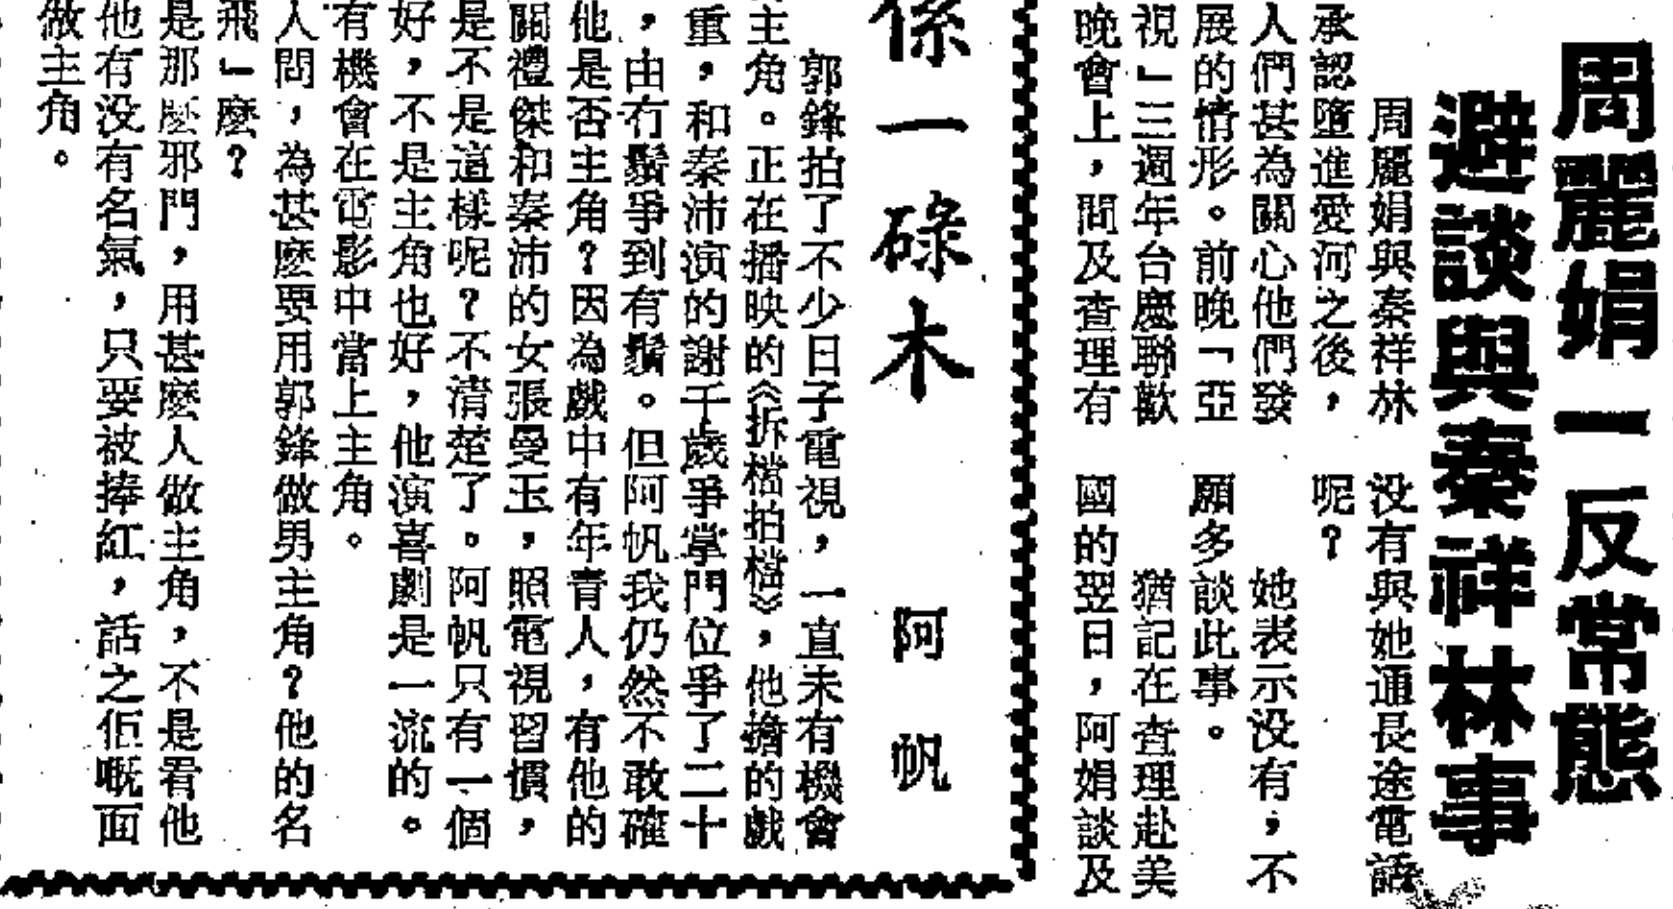 周麗娟一反常態
避談與秦祥林事
周麗娟與秦祥林
承認墮進愛河之後，
人們甚為關心他們發
展的情形。前晚「亞
視」三週年台慶聯歡
晚會上，問及查理有
没有與她通長途電話
呢？
她表示没有；不
願多談此事。
猶記在查理赴美
國的翌日，阿娟談及
係一碌木
阿帆
郭鋒拍了不少日子電視，一直未有機會
主角。正在播映的《拆檔拍檔》，他擔的戲
重，和秦沛演的謝千歲爭掌門位爭了二十
，由冇鬚爭到有鬚。但阿帆我仍然不敢確
他是否主角？因為戲中有年青人，有他的
關禮傑和秦沛的女張曼玉，照電視習慣，
是不是這樣呢？不清楚了。阿帆只有一個
好，不是主角也好，他演喜劇是一流的。
有機會在電影中當上主角。
人問，為甚麼要用郭鋒做男主角？他的名
飛」麼？
是那麼邪門，用甚麼人做主角，不是看他
他有没有名氣，只要被捧紅，話之佢嘅面
做主角。